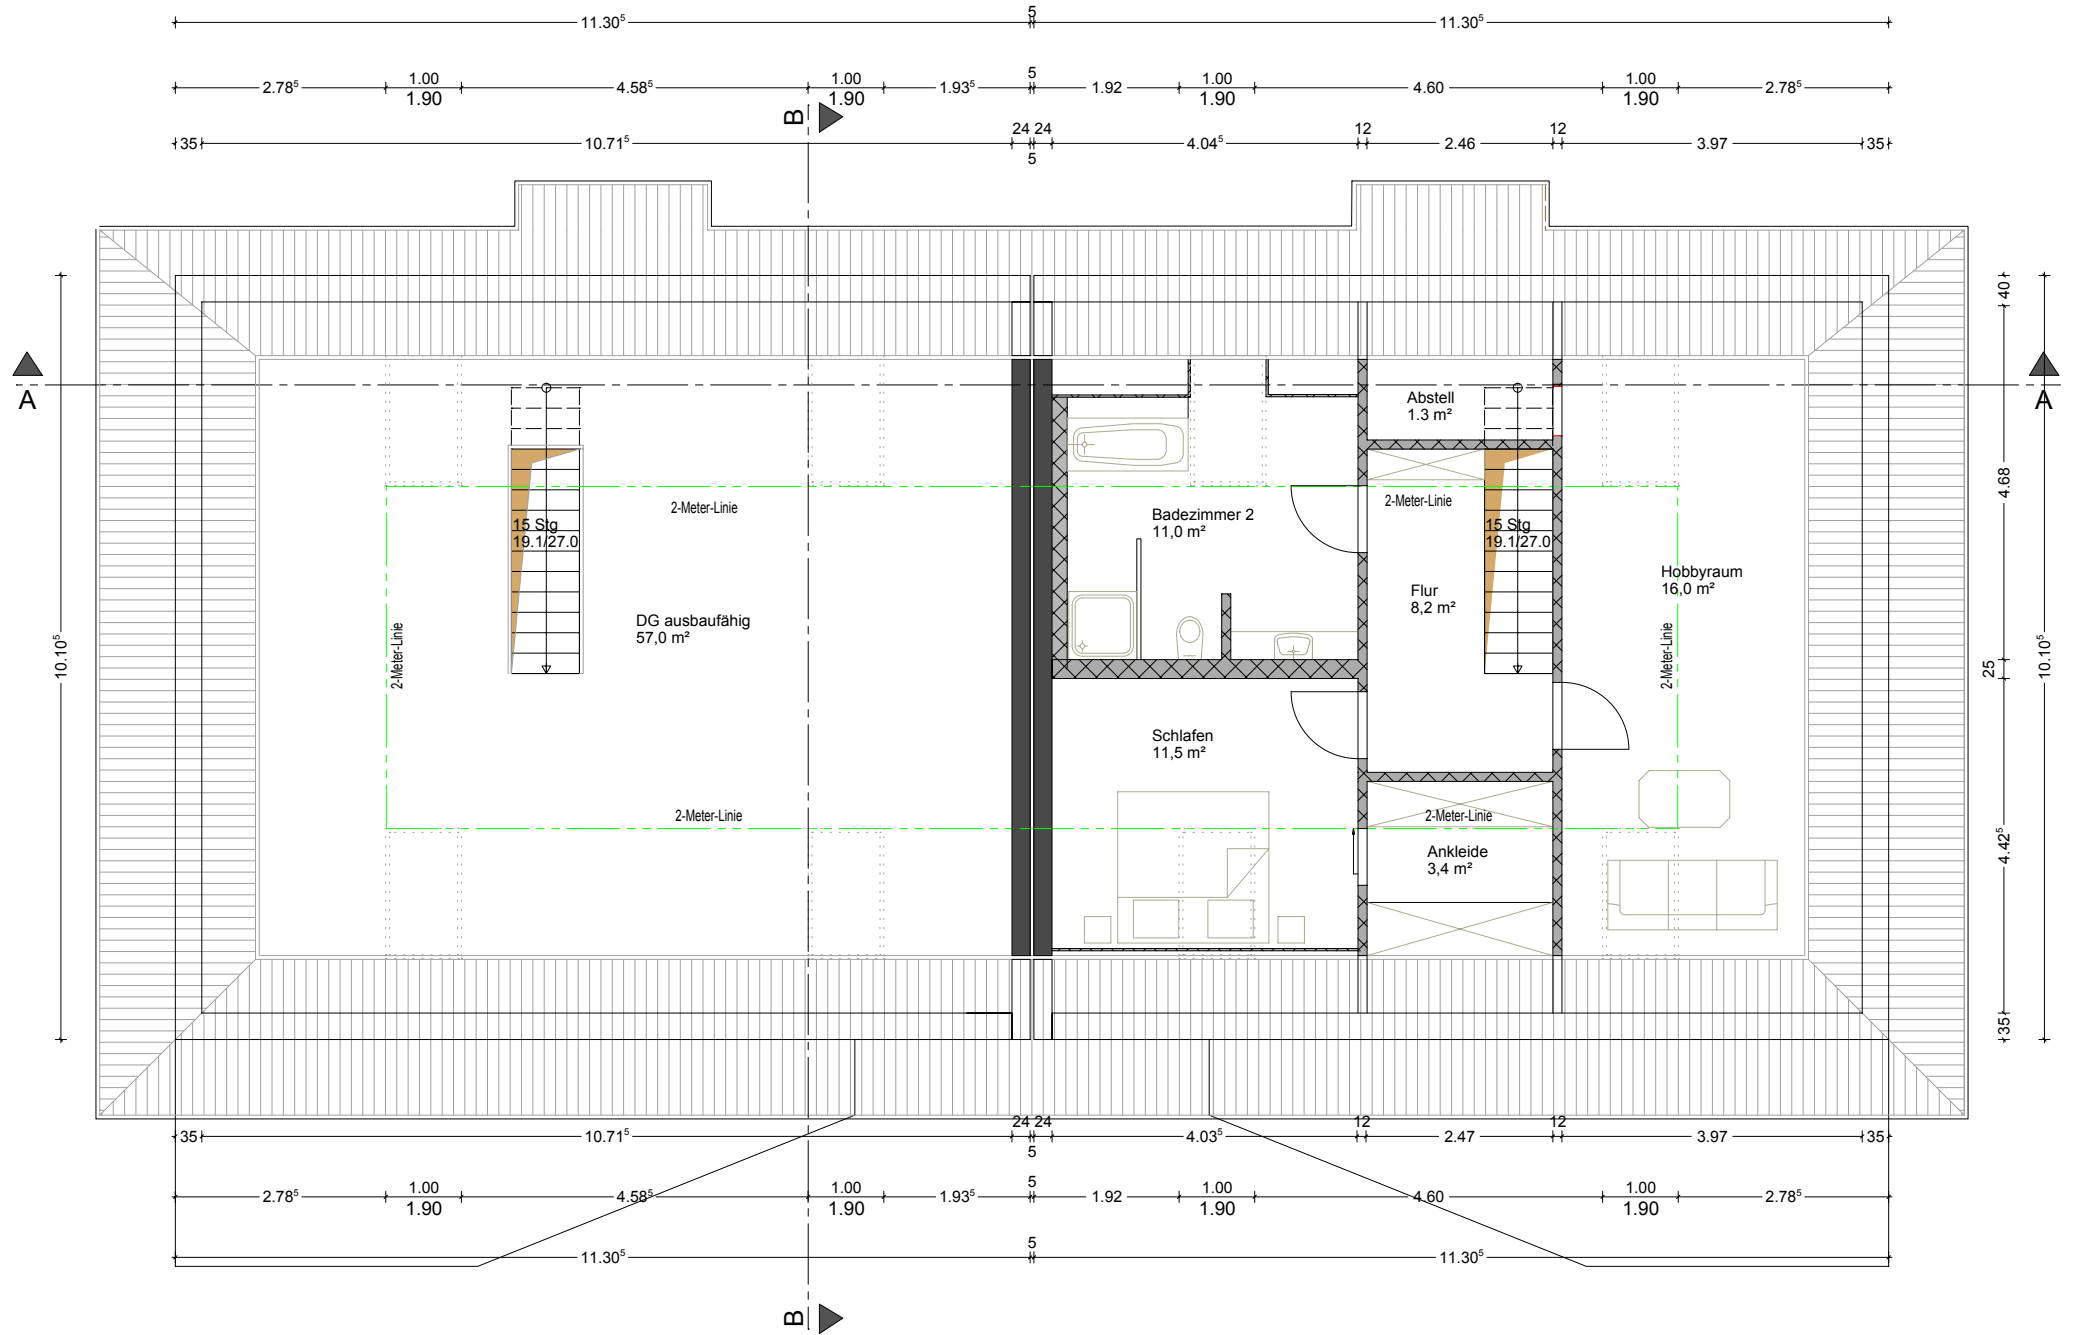 11.30⁵ 5 11.30⁵
2.78⁵ 1.00 4.58⁵ 1.00 1.93⁵ 5 1.92 1.00 4.60 1.00 2.78⁵
1.90 1.90 1.90 1.90
B
35 10.71⁵ 24 24 4.04⁵ 12 2.46 12 3.97 35
5
40
A A
Abstell
1.3 m²
4.68
2-Meter-Linie 2-Meter-Linie
Badezimmer 2
11,0 m²
15 Stg 15 Stg
19.1/27.0 19.1/27.0
Hobbyraum
16,0 m²
Flur
8,2 m²
DG ausbaufähig
57,0 m²
2-Meter-Linie 2-Meter-Linie
10.10⁵ 25 10.10⁵
Schlafen
11,5 m²
2-Meter-Linie 2-Meter-Linie
Ankleide
3,4 m²
4.42⁵
35
35 10.71⁵ 24 24 4.03⁵ 12 2.47 12 3.97 35
5
2.78⁵ 1.00 4.58⁵ 1.00 1.93⁵ 5 1.92 1.00 4.60 1.00 2.78⁵
1.90 1.90 1.90 1.90
11.30⁵ 5 11.30⁵
B